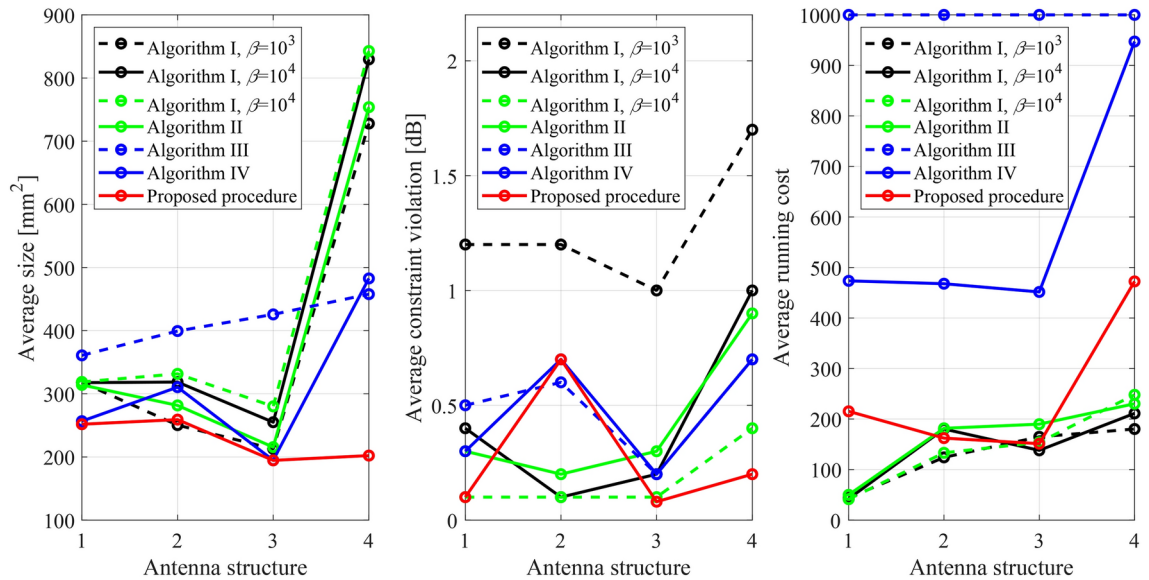 900
800
700
600
500
400
300
200
100
Average size [mm²]
1 2 3 4
Antenna structure
Algorithm I, β=10³
Algorithm I, β=10⁴
Algorithm I, β=10⁴
Algorithm II
Algorithm III
Algorithm IV
Proposed procedure
2
1.5
1
0.5
0
Average constraint violation [dB]
1 2 3 4
Antenna structure
Algorithm I, β=10³
Algorithm I, β=10⁴
Algorithm I, β=10⁴
Algorithm II
Algorithm III
Algorithm IV
Proposed procedure
1000
900
800
700
600
500
400
300
200
100
0
Average running cost
1 2 3 4
Antenna structure
Algorithm I, β=10³
Algorithm I, β=10⁴
Algorithm I, β=10⁴
Algorithm II
Algorithm III
Algorithm IV
Proposed procedure